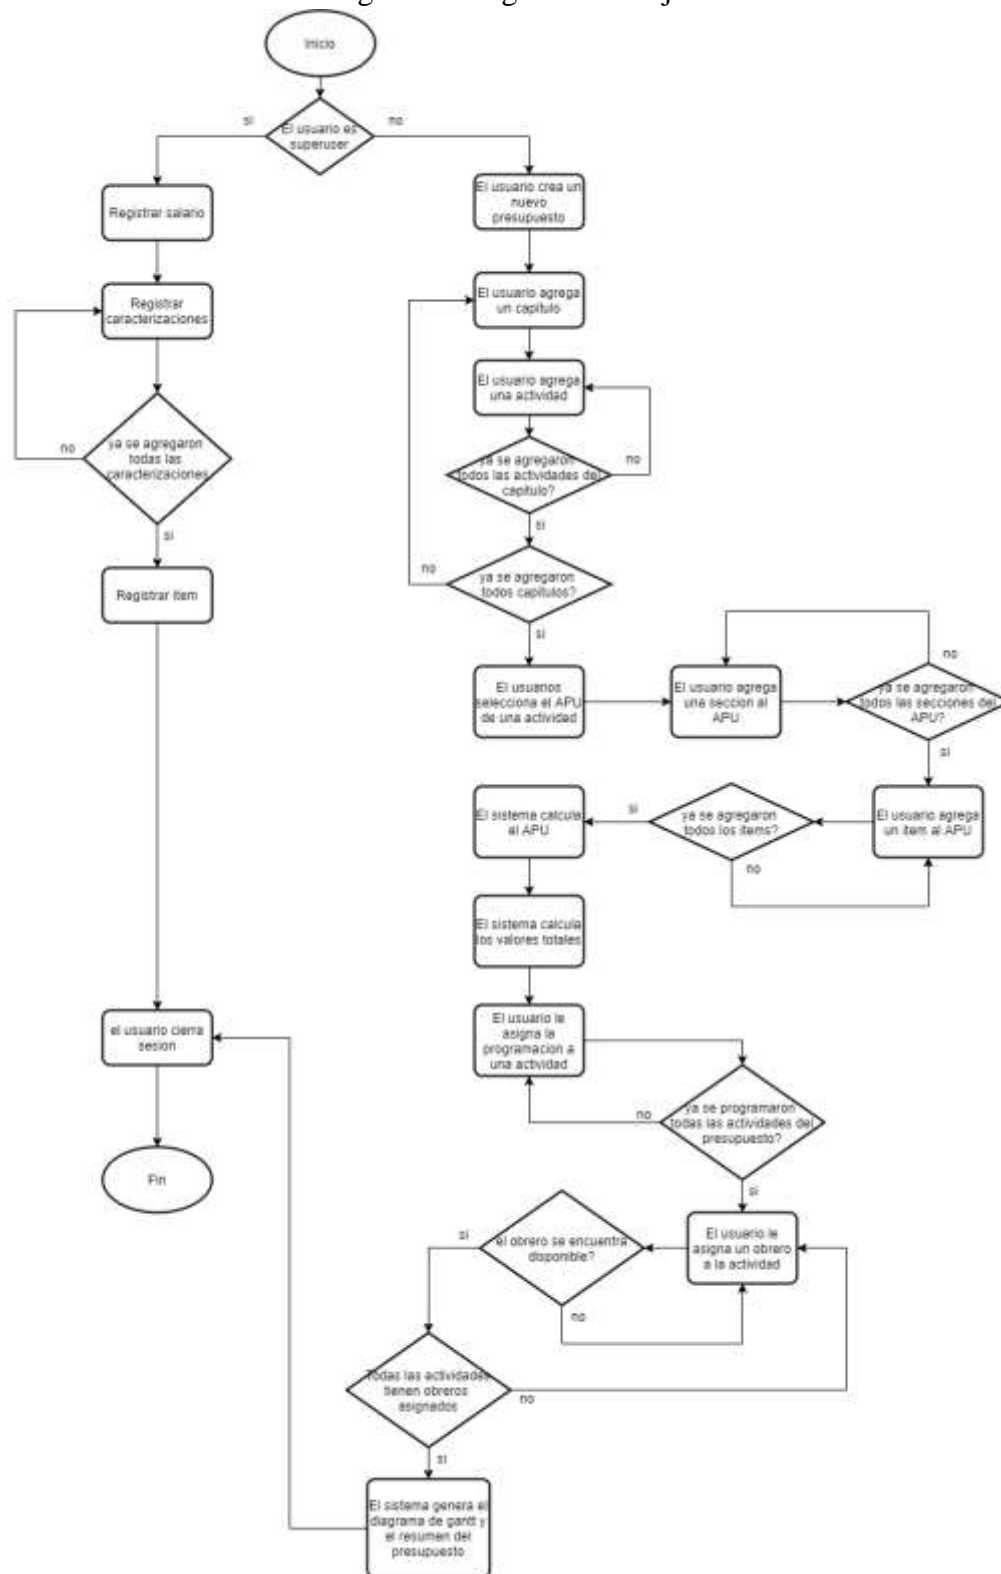 Inicio
El usuario es
superuser
si
no
Registrar salario
El usuario crea un
nuevo
presupuesto
Registrar
caracterizaciones
El usuario agrega
un capitulo
El usuario agrega
una actividad
ya se agregaron
todas las
caracterizaciones
no
si
ya se agregaron
todos las actividades del
capitulo?
no
si
Registrar item
ya se agregaron
todos capitulos?
no
si
El usuarios
selecciona el APU
de una actividad
El usuario agrega
una seccion al
APU
ya se agregaron
todos las secciones del
APU?
no
si
El usuario agrega
un item al APU
ya se agregaron
todos los items?
si
no
El sistema calcula
el APU
El sistema calcula
los valores totales
El usuario le
asigna la
programacion a
una actividad
ya se programaron
todas las actividades del
presupuesto?
no
si
el usuario cierra
sesion
Fin
El usuario le
asigna un obrero
a la actividad
el obrero se encuentra
disponible?
si
no
Todas las actividades
tienen obreros
asignados
no
si
El sistema genera el
diagrama de gantt y
el resumen del
presupuesto